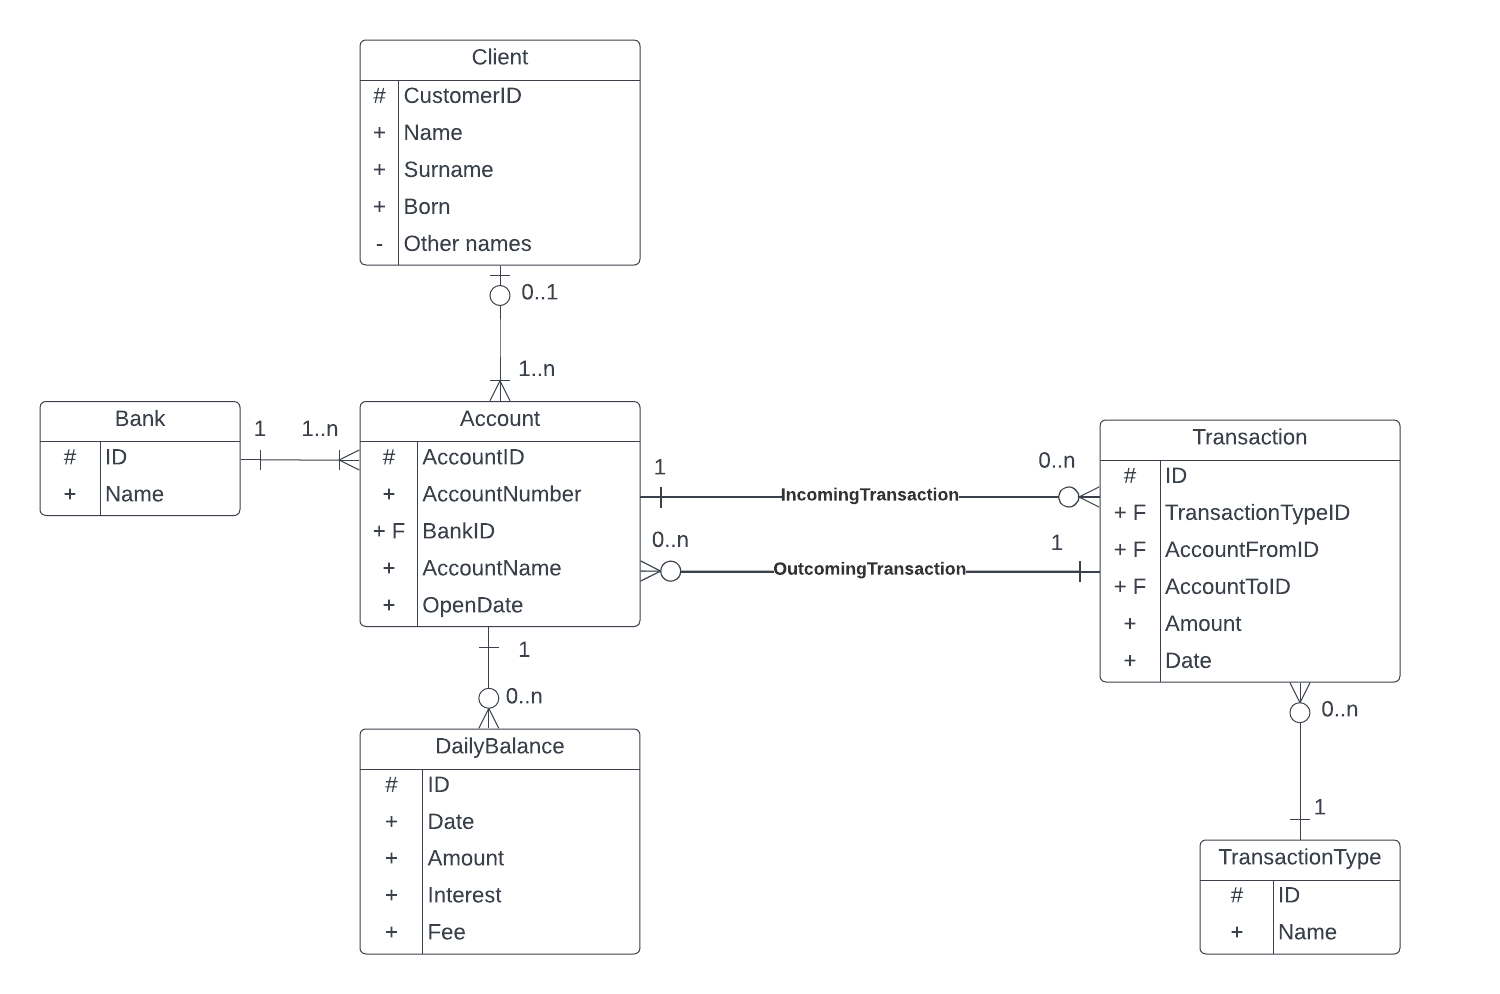 Client
# CustomerID
+ Name
+ Surname
+ Born
- Other names
0..1
1..n
Bank
# ID
+ Name
1 1..n
Account
# AccountID
+ AccountNumber
+ F BankID
+ AccountName
+ OpenDate
1 IncomingTransaction 0..n
0..n OutcomingTransaction 1
Transaction
# ID
+ F TransactionTypeID
+ F AccountFromID
+ F AccountToID
+ Amount
+ Date
1
0..n
DailyBalance
# ID
+ Date
+ Amount
+ Interest
+ Fee
0..n
1
TransactionType
# ID
+ Name